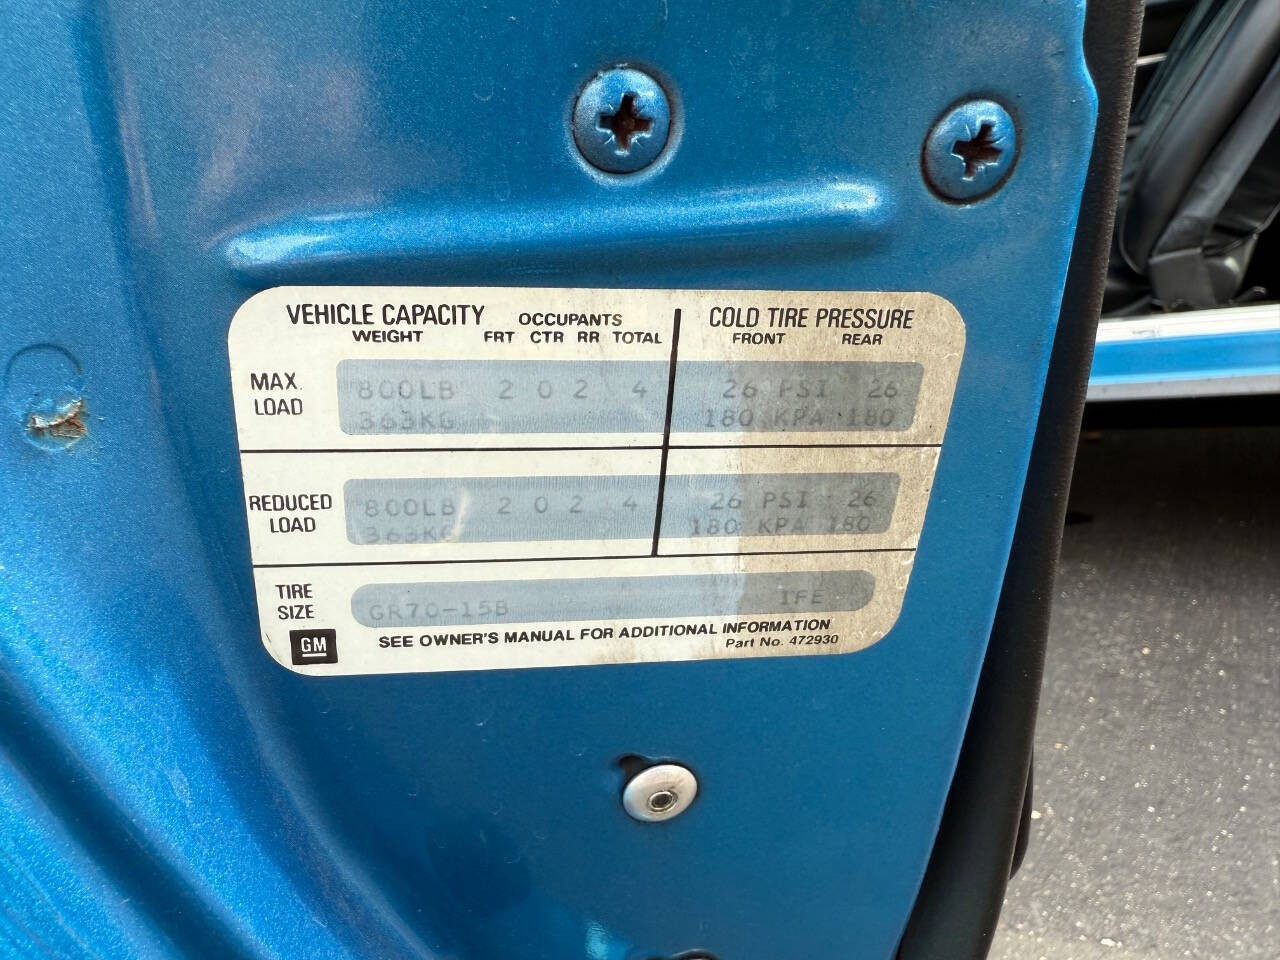 VEHICLE CAPACITY COLD TIRE PRESSURE
WEIGHT FRT OCCUPANTS CTR RR TOTAL FRONT REAR
MAX. LOAD 800LB 2 0 2 4 26 PSI 26
363KG 180 KPA 180
REDUCED LOAD 800LB 2 0 2 4 26 PSI 26
363KG 180 KPA 180
TIRE SIZE GR70-15B IFE
GM SEE OWNER'S MANUAL FOR ADDITIONAL INFORMATION
Part No. 472930